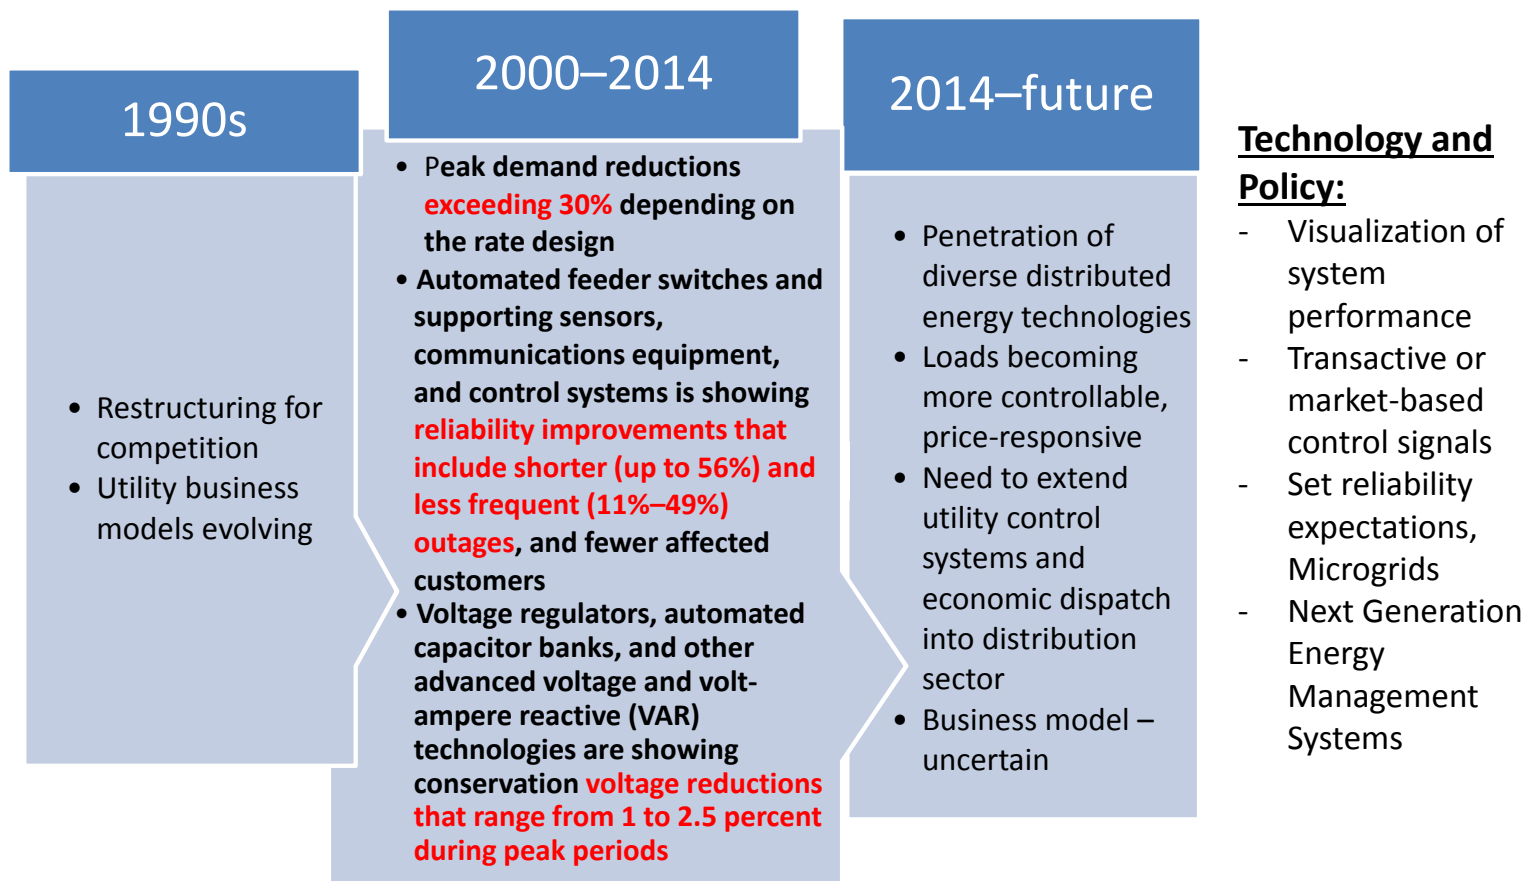 1990s
• Restructuring for
competition
• Utility business
models evolving
2000–2014
• Peak demand reductions
exceeding 30% depending on
the rate design
• Automated feeder switches and
supporting sensors,
communications equipment,
and control systems is showing
reliability improvements that
include shorter (up to 56%) and
less frequent (11%–49%)
outages, and fewer affected
customers
• Voltage regulators, automated
capacitor banks, and other
advanced voltage and volt-
ampere reactive (VAR)
technologies are showing
conservation voltage reductions
that range from 1 to 2.5 percent
during peak periods
2014–future
• Penetration of
diverse distributed
energy technologies
• Loads becoming
more controllable,
price-responsive
• Need to extend
utility control
systems and
economic dispatch
into distribution
sector
• Business model –
uncertain
Technology and
Policy:
- Visualization of
system
performance
- Transactive or
market-based
control signals
- Set reliability
expectations,
Microgrids
- Next Generation
Energy
Management
Systems